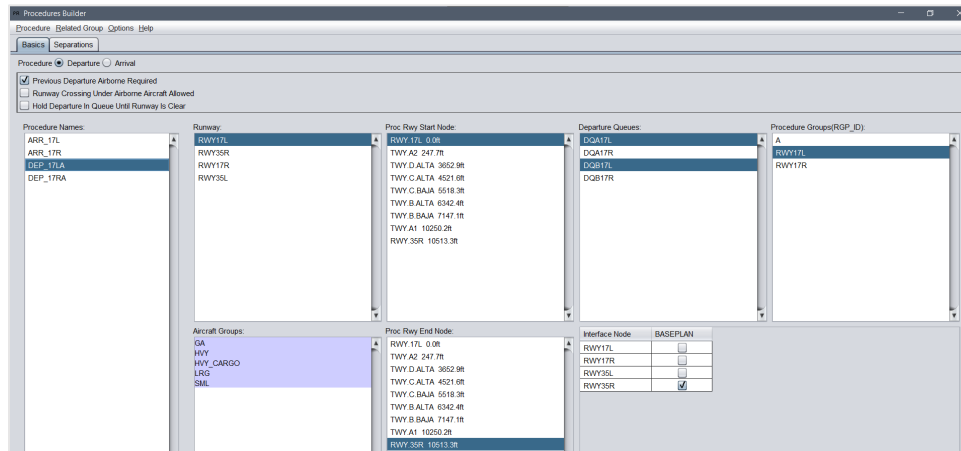 Procedures Builder
Procedure Related Group Options Help
Basics Separations
Procedure Departure Arrival
Previous Departure Airborne Required
Runway Crossing Under Airborne Aircraft Allowed
Hold Departure In Queue Until Runway Is Clear
Procedure Names:
ARR_17L
ARR_17R
DEP_17LA
DEP_17RA
Runway:
RWY17L
RWY35R
RWY17R
RWY35L
Proc Rwy Start Node:
RWY.17L 0.0ft
TWY.A2 247.7ft
TWY.D.ALTA 3652.9ft
TWY.C.ALTA 4521.6ft
TWY.C.BAJA 5518.3ft
TWY.B.ALTA 6342.4ft
TWY.B.BAJA 7147.1ft
TWY.A1 10250.2ft
RWY.35R 10513.3ft
Departure Queues:
DQA17L
DQA17R
DQB17L
DQB17R
Procedure Groups(RGP_ID):
A
RWY17L
RWY17R
Aircraft Groups:
GA
HVY
HVY_CARGO
LRG
SML
Proc Rwy End Node:
RWY.17L 0.0ft
TWY.A2 247.7ft
TWY.D.ALTA 3652.9ft
TWY.C.ALTA 4521.6ft
TWY.C.BAJA 5518.3ft
TWY.B.ALTA 6342.4ft
TWY.B.BAJA 7147.1ft
TWY.A1 10250.2ft
RWY.35R 10513.3ft
Interface Node BASEPLAN
RWY17L
RWY17R
RWY35L
RWY35R